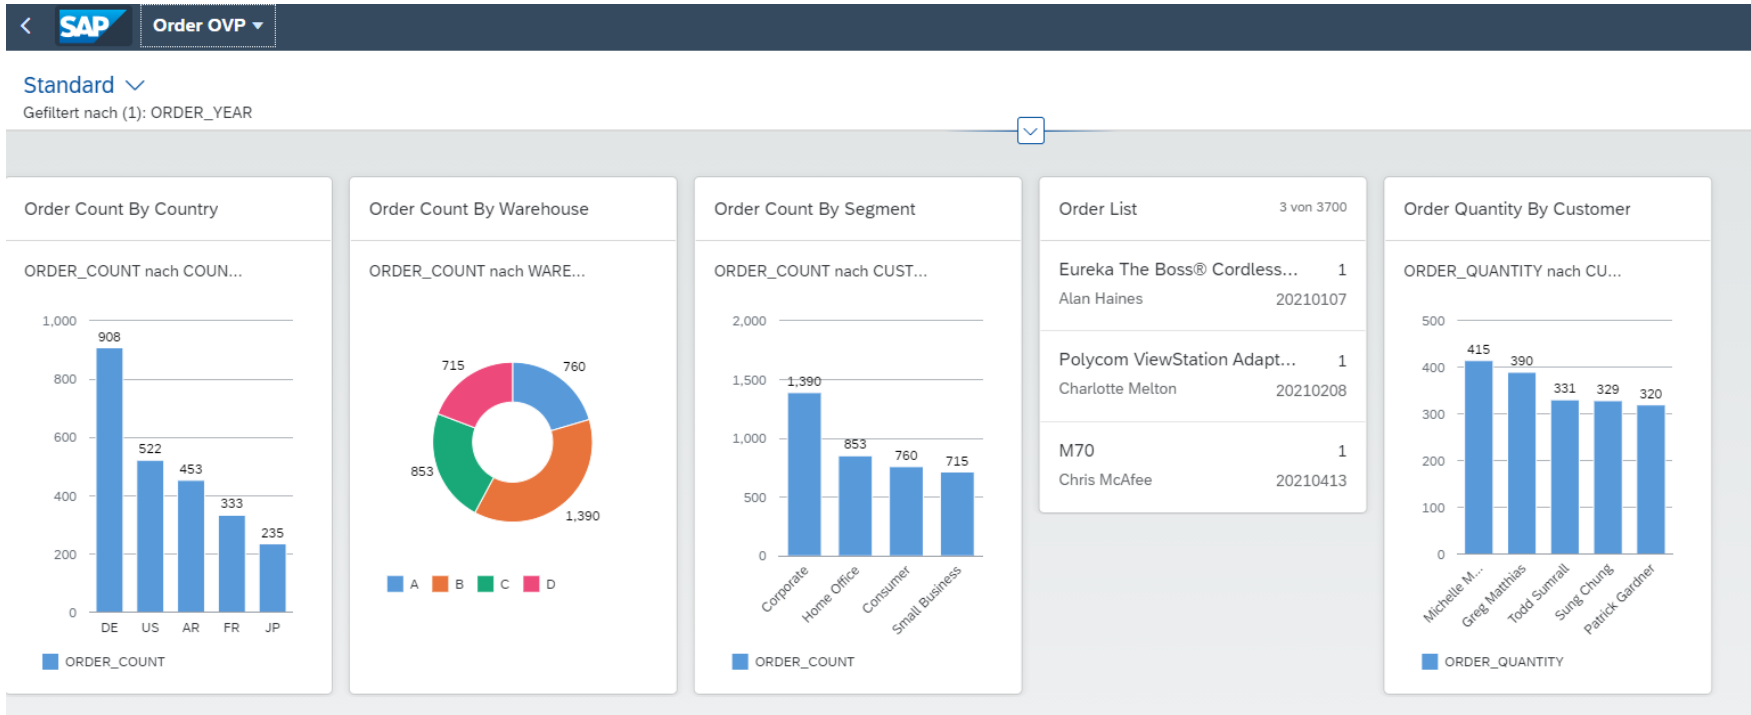 SAP
Order OVP
Standard
Gefiltert nach (1): ORDER_YEAR
Order Count By Country
ORDER_COUNT nach COUN...
1,000
800
600
400
200
0
908
522
453
333
235
DE US AR FR JP
ORDER_COUNT
Order Count By Warehouse
ORDER_COUNT nach WARE...
715
760
853
1,390
A B C D
Order Count By Segment
ORDER_COUNT nach CUST...
2,000
1,500
1,000
500
0
1,390
853
760
715
Corporate
Home Office
Consumer
Small Business
ORDER_COUNT
Order List 3 von 3700
Eureka The Boss® Cordless... 1
Alan Haines 20210107
Polycom ViewStation Adapt... 1
Charlotte Melton 20210208
M70 1
Chris McAfee 20210413
Order Quantity By Customer
ORDER_QUANTITY nach CU...
500
400
300
200
100
0
415
390
331
329
320
Michelle M...
Greg Matthias
Todd Sumrall
Sung Chung
Patrick Gardner
ORDER_QUANTITY